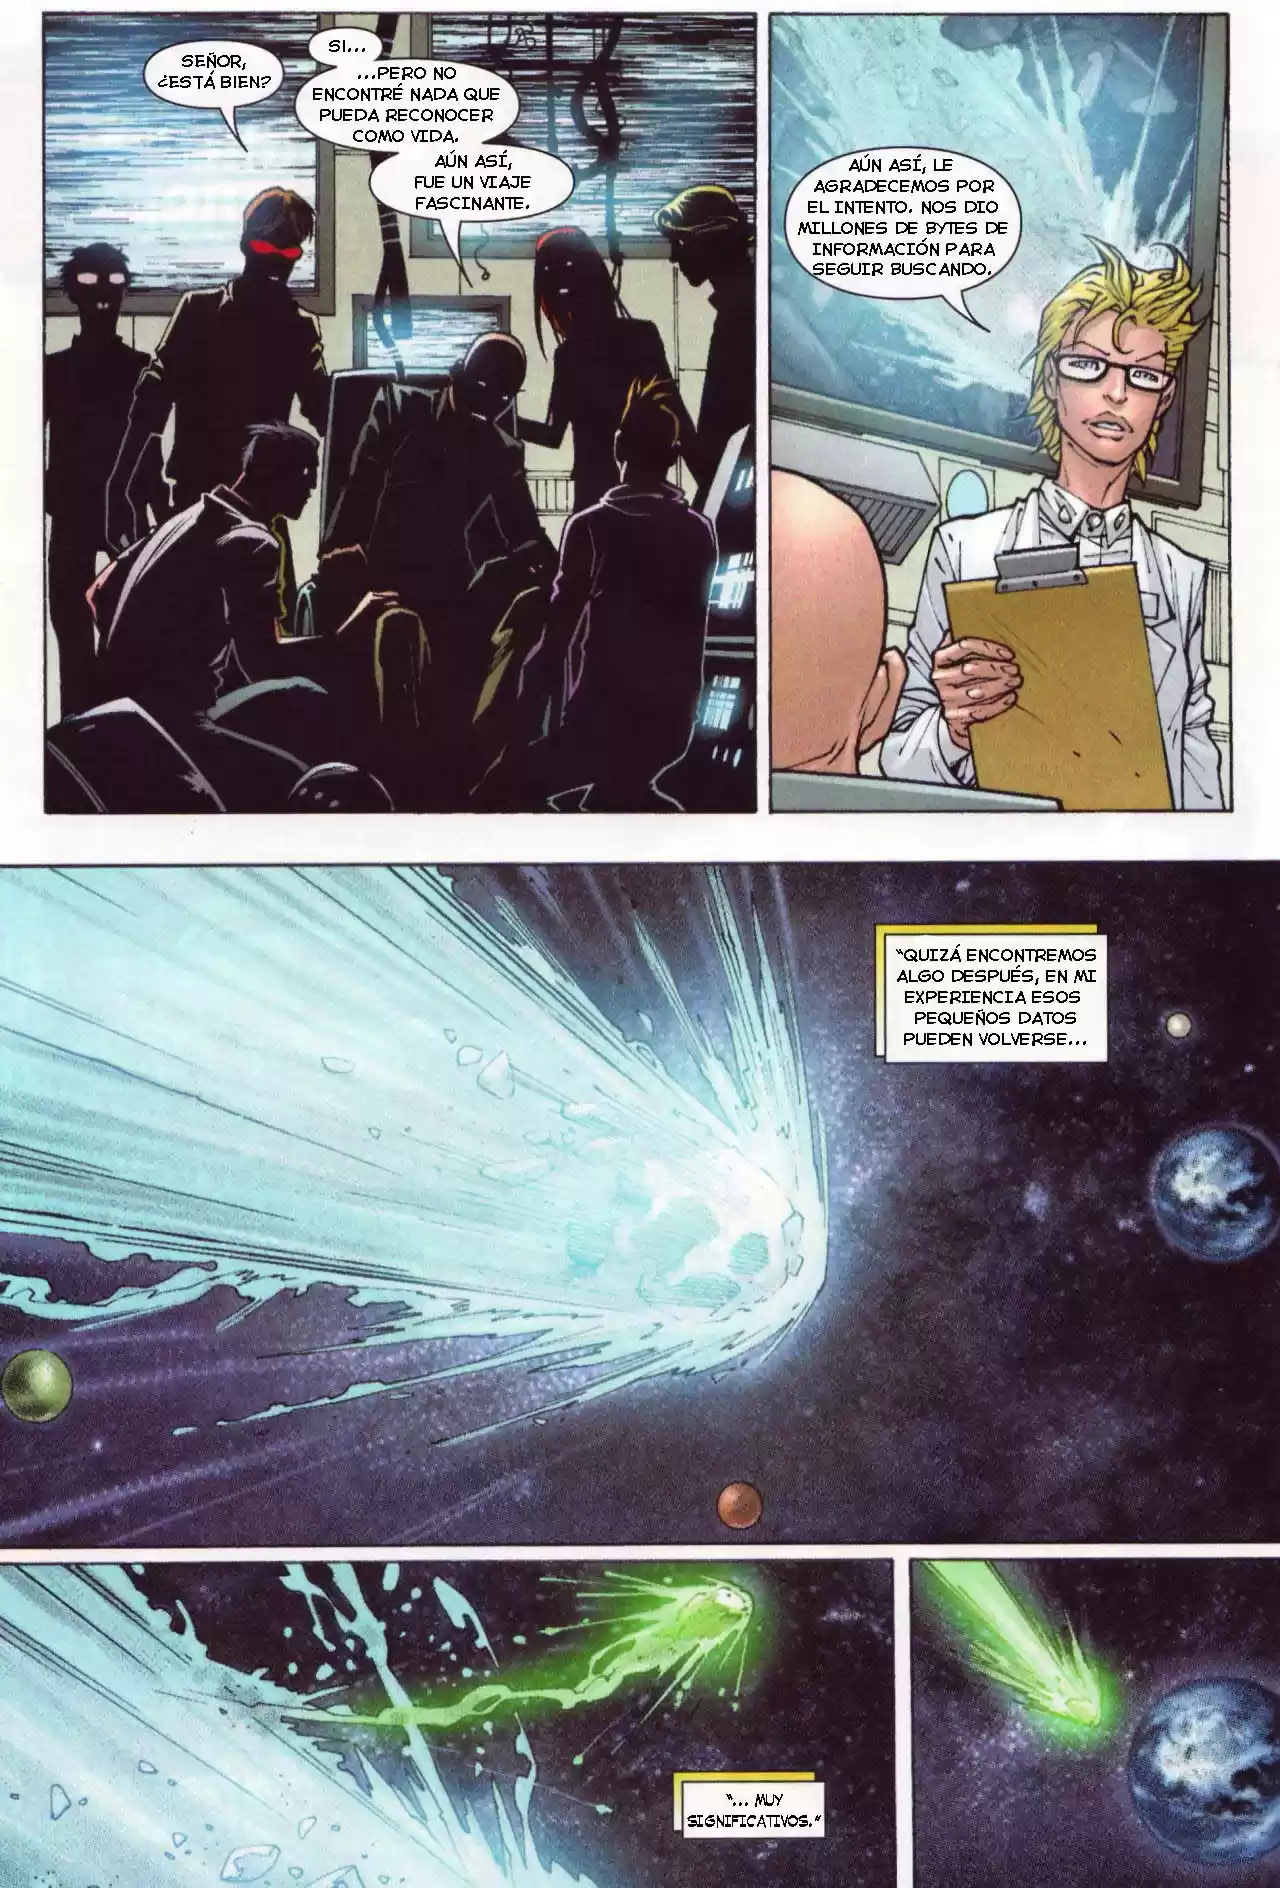 SEÑOR,
¿ESTÁ BIEN?
SI...
...PERO NO
ENCONTRÉ NADA QUE
PUEDA RECONOCER
COMO VIDA.
AÚN ASÍ,
FUE UN VIAJE
FASCINANTE.
AÚN ASÍ, LE
AGRADECEMOS POR
EL INTENTO. NOS DIO
MILLONES DE BYTES DE
INFORMACIÓN PARA
SEGUIR BUSCANDO.
"QUIZÁ ENCONTREMOS
ALGO DESPUÉS, EN MI
EXPERIENCIA ESOS
PEQUEÑOS DATOS
PUEDEN VOLVERSE...
"... MUY
SIGNIFICATIVOS."